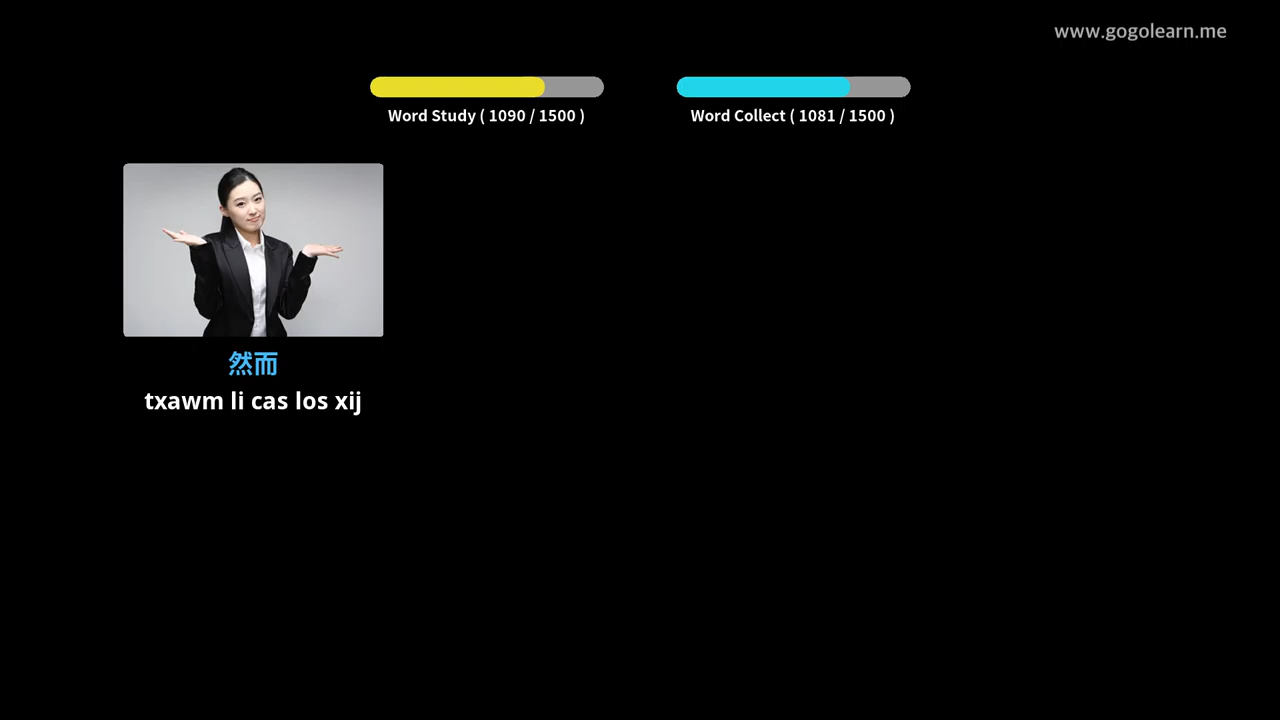 www.gogolearn.me
Word Study ( 1090 / 1500 )
Word Collect ( 1081 / 1500 )
然而
txawm li cas los xij